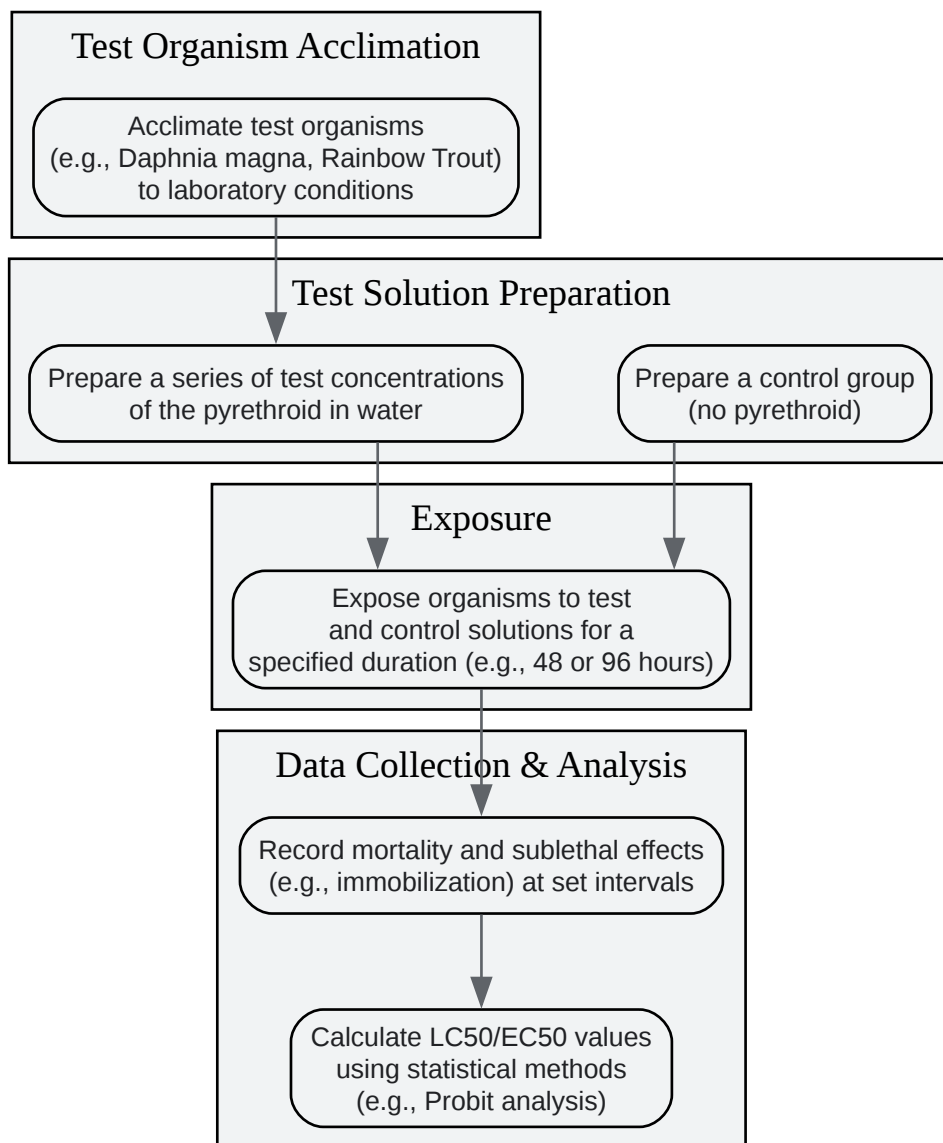 Test Organism Acclimation
Acclimate test organisms
(e.g., Daphnia magna, Rainbow Trout)
to laboratory conditions
Test Solution Preparation
Prepare a series of test concentrations
of the pyrethroid in water
Prepare a control group
(no pyrethroid)
Exposure
Expose organisms to test
and control solutions for a
specified duration (e.g., 48 or 96 hours)
Data Collection & Analysis
Record mortality and sublethal effects
(e.g., immobilization) at set intervals
Calculate LC50/EC50 values
using statistical methods
(e.g., Probit analysis)